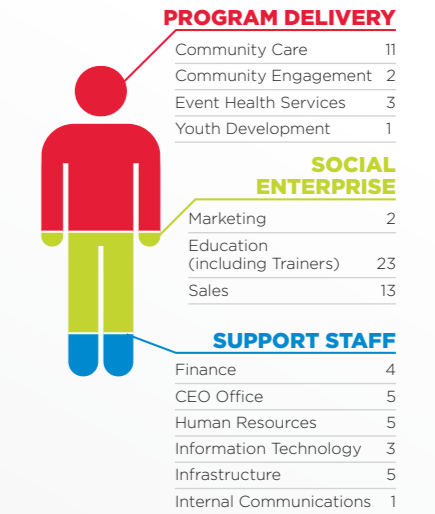 PROGRAM DELIVERY
Community Care 11
Community Engagement 2
Event Health Services 3
Youth Development 1
SOCIAL
ENTERPRISE
Marketing 2
Education
(including Trainers) 23
Sales 13
SUPPORT STAFF
Finance 4
CEO Office 5
Human Resources 5
Information Technology 3
Infrastructure 5
Internal Communications 1